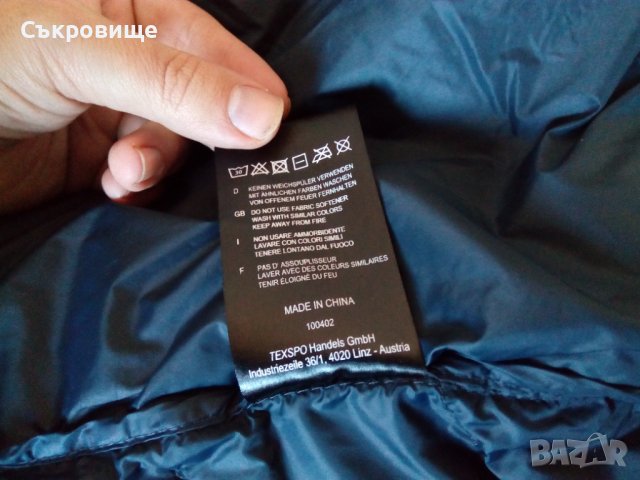 Съкровище
30
D KEINEN WEICHSPÜLER VERWENDEN
MIT ÄHNLICHEN FARBEN WASCHEN
VON OFFENEM FEUER FERNHALTEN
GB DO NOT USE FABRIC SOFTENER
WASH WITH SIMILAR COLORS
KEEP AWAY FROM FIRE
I NON USARE AMMORBIDENTE
LAVARE CON COLORI SIMILI
TENERE LONTANO DAL FUOCO
F PAS D'ASSOUPLISSEUR
LAVER AVEC DES COULEURS SIMILAIRES
TENIR ÉLOIGNÉ DU FEU
MADE IN CHINA
100402
TEXSPO Handels GmbH
Industriezeile 36/1, 4020 Linz - Austria
BAZAR